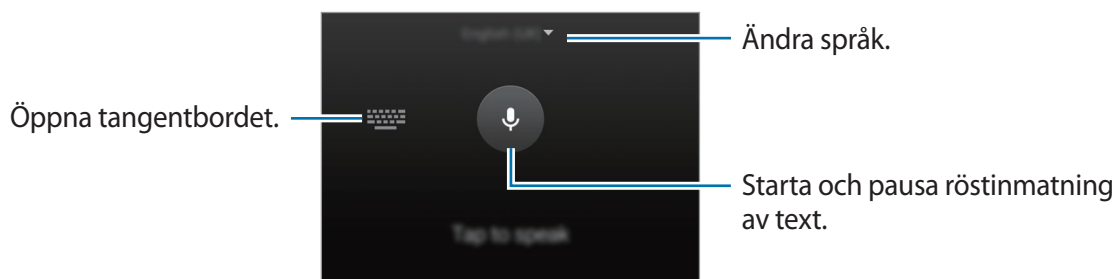 Ändra språk.
Öppna tangentbordet.
Starta och pausa röstinmatning
av text.
Tap to speak